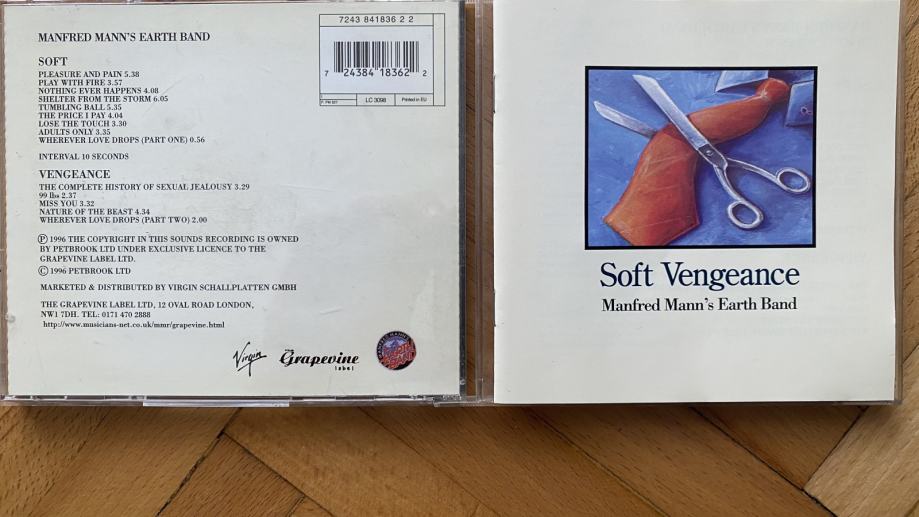 MANFRED MANN'S EARTH BAND
SOFT
PLEASURE AND PAIN 5.38
PLAY WITH FIRE 3.57
NOTHING EVER HAPPENS 4.08
SHELTER FROM THE STORM 6.05
TUMBLING BALL 5.35
THE PRICE I PAY 4.04
LOSE THE TOUCH 3.30
ADULTS ONLY 3.35
WHEREVER LOVE DROPS (PART ONE) 0.56
INTERVAL 10 SECONDS
VENGEANCE
THE COMPLETE HISTORY OF SEXUAL JEALOUSY 3.29
99 lbs 2.37
MISS YOU 3.32
NATURE OF THE BEAST 4.34
WHEREVER LOVE DROPS (PART TWO) 2.00
Ⓟ 1996 THE COPYRIGHT IN THIS SOUNDS RECORDING IS OWNED
BY PETBROOK LTD UNDER EXCLUSIVE LICENCE TO THE
GRAPEVINE LABEL LTD.
© 1996 PETBROOK LTD
MARKETED & DISTRIBUTED BY VIRGIN SCHALLPLATTEN GMBH
THE GRAPEVINE LABEL LTD, 12 OVAL ROAD LONDON,
NW1 7DH. TEL: 0171 470 2888
http://www.musicians-net.co.uk/mmr/grapevine.html
Virgin
Grapevine
label
7243 841836 2 2
7 24384 18362 2
LC 3098
Printed in EU
Soft Vengeance
Manfred Mann's Earth Band